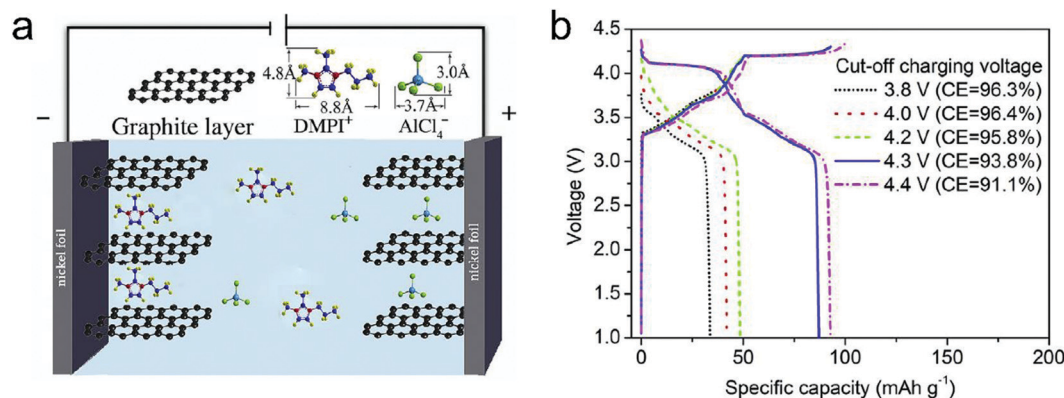 a
4.8Å
8.8Å
3.0Å
3.7Å
−
+
Graphite layer
DMPI⁺
AlCl₄⁻
nickel foil
nickel foil
b
Voltage (V)
4.5
4.0
3.5
3.0
2.5
2.0
1.5
1.0
Cut-off charging voltage
3.8 V (CE=96.3%)
4.0 V (CE=96.4%)
4.2 V (CE=95.8%)
4.3 V (CE=93.8%)
4.4 V (CE=91.1%)
0
50
100
150
200
Specific capacity (mAh g⁻¹)